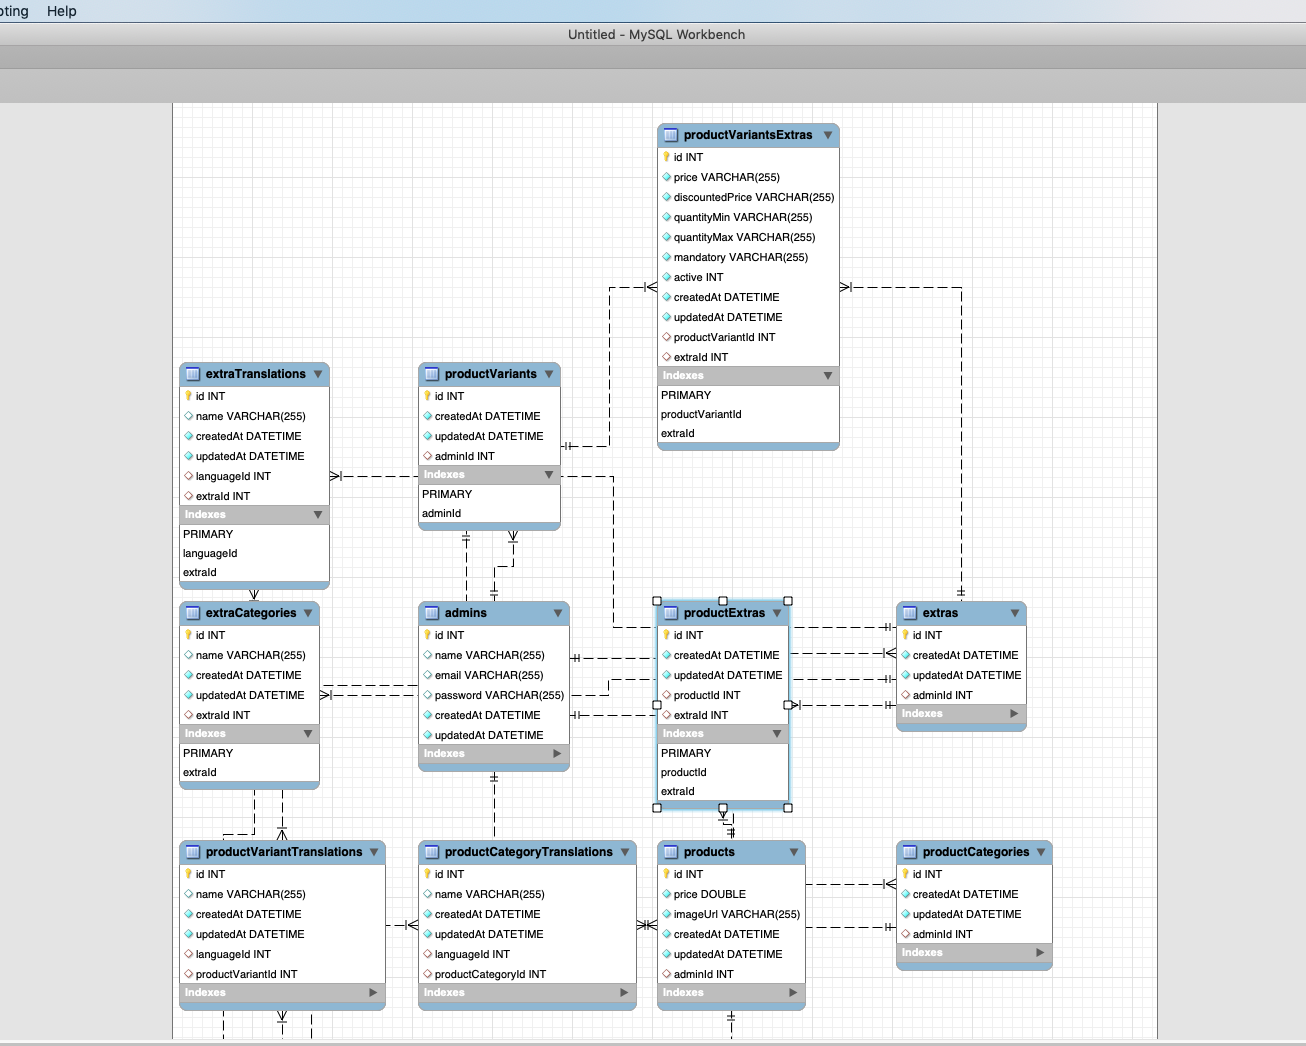 pting Help
Untitled - MySQL Workbench
productVariantsExtras
id INT
price VARCHAR(255)
discountedPrice VARCHAR(255)
quantityMin VARCHAR(255)
quantityMax VARCHAR(255)
mandatory VARCHAR(255)
active INT
createdAt DATETIME
updatedAt DATETIME
productVariantId INT
extraId INT
Indexes
PRIMARY
productVariantId
extraId
extraTranslations
id INT
name VARCHAR(255)
createdAt DATETIME
updatedAt DATETIME
languageId INT
extraId INT
Indexes
PRIMARY
languageId
extraId
productVariants
id INT
createdAt DATETIME
updatedAt DATETIME
adminId INT
Indexes
PRIMARY
adminId
extraCategories
id INT
name VARCHAR(255)
createdAt DATETIME
updatedAt DATETIME
extraId INT
Indexes
PRIMARY
extraId
admins
id INT
name VARCHAR(255)
email VARCHAR(255)
password VARCHAR(255)
createdAt DATETIME
updatedAt DATETIME
Indexes
productExtras
id INT
createdAt DATETIME
updatedAt DATETIME
productId INT
extraId INT
Indexes
PRIMARY
productId
extraId
extras
id INT
createdAt DATETIME
updatedAt DATETIME
adminId INT
Indexes
productVariantTranslations
id INT
name VARCHAR(255)
createdAt DATETIME
updatedAt DATETIME
languageId INT
productVariantId INT
Indexes
productCategoryTranslations
id INT
name VARCHAR(255)
createdAt DATETIME
updatedAt DATETIME
languageId INT
productCategoryId INT
Indexes
products
id INT
price DOUBLE
imageUrl VARCHAR(255)
createdAt DATETIME
updatedAt DATETIME
adminId INT
Indexes
productCategories
id INT
createdAt DATETIME
updatedAt DATETIME
adminId INT
Indexes